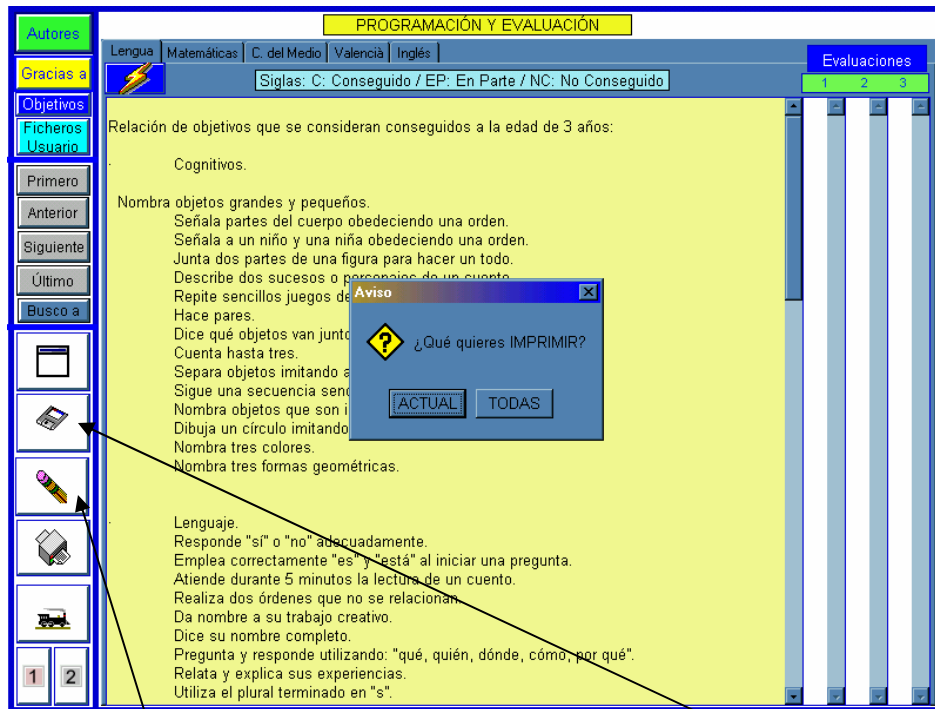 PROGRAMACIÓN Y EVALUACIÓN
Autores
Gracias a
Objetivos
Ficheros
Usuario
Primero
Anterior
Siguiente
Último
Busco a
1 2
Lengua Matemáticas C. del Medio Valencià Inglés
Siglas: C: Conseguido / EP: En Parte / NC: No Conseguido
Evaluaciones
1 2 3
Relación de objetivos que se consideran conseguidos a la edad de 3 años:
· Cognitivos.
Nombra objetos grandes y pequeños.
Señala partes del cuerpo obedeciendo una orden.
Señala a un niño y una niña obedeciendo una orden.
Junta dos partes de una figura para hacer un todo.
Describe dos sucesos o personajes de un cuento.
Repite sencillos juegos de
Hace pares.
Dice qué objetos van junto
Cuenta hasta tres.
Separa objetos imitando a
Sigue una secuencia senc
Nombra objetos que son i
Dibuja un círculo imitando
Nombra tres colores.
Nombra tres formas geométricas.
· Lenguaje.
Responde "sí" o "no" adecuadamente.
Emplea correctamente "es" y "está" al iniciar una pregunta.
Atiende durante 5 minutos la lectura de un cuento.
Realiza dos órdenes que no se relacionan.
Da nombre a su trabajo creativo.
Dice su nombre completo.
Pregunta y responde utilizando: "qué, quién, dónde, cómo, por qué".
Relata y explica sus experiencias.
Utiliza el plural terminado en "s".
Aviso
¿Qué quieres IMPRIMIR?
ACTUAL TODAS